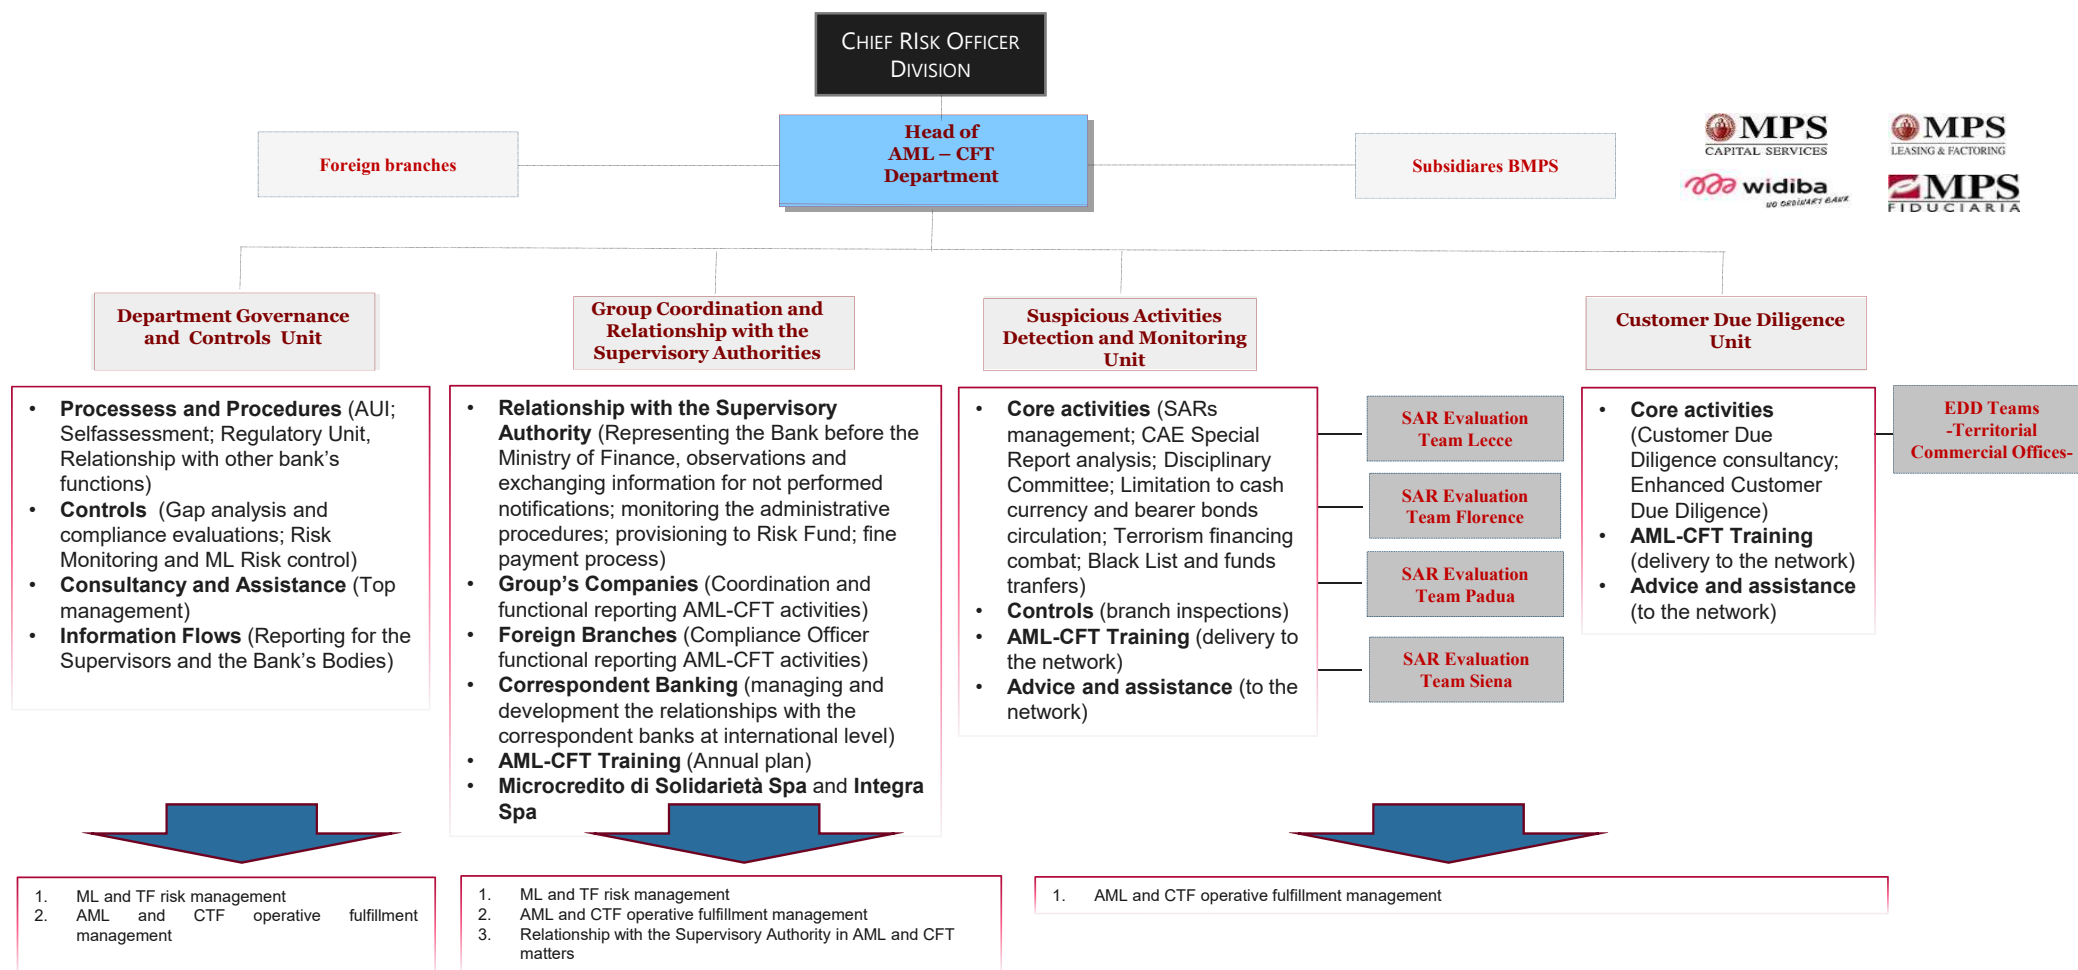 CHIEF RISK OFFICER
DIVISION
Head of
AML – CFT
Department
Foreign branches
Subsidiares BMPS
MPS
CAPITAL SERVICES
MPS
LEASING & FACTORING
widiba
NO ORDINARY BANK
MPS
FIDUCIARIA
Department Governance
and Controls Unit
Group Coordination and
Relationship with the
Supervisory Authorities
Suspicious Activities
Detection and Monitoring
Unit
Customer Due Diligence
Unit
• Processess and Procedures (AUI;
Selfassessment; Regulatory Unit,
Relationship with other bank's
functions)
• Controls (Gap analysis and
compliance evaluations; Risk
Monitoring and ML Risk control)
• Consultancy and Assistance (Top
management)
• Information Flows (Reporting for the
Supervisors and the Bank's Bodies)
• Relationship with the Supervisory
Authority (Representing the Bank before the
Ministry of Finance, observations and
exchanging information for not performed
notifications; monitoring the administrative
procedures; provisioning to Risk Fund; fine
payment process)
• Group's Companies (Coordination and
functional reporting AML-CFT activities)
• Foreign Branches (Compliance Officer
functional reporting AML-CFT activities)
• Correspondent Banking (managing and
development the relationships with the
correspondent banks at international level)
• AML-CFT Training (Annual plan)
• Microcredito di Solidarietà Spa and Integra
Spa
• Core activities (SARs
management; CAE Special
Report analysis; Disciplinary
Committee; Limitation to cash
currency and bearer bonds
circulation; Terrorism financing
combat; Black List and funds
tranfers)
• Controls (branch inspections)
• AML-CFT Training (delivery to
the network)
• Advice and assistance (to the
network)
SAR Evaluation
Team Lecce
SAR Evaluation
Team Florence
SAR Evaluation
Team Padua
SAR Evaluation
Team Siena
• Core activities
(Customer Due
Diligence consultancy;
Enhanced Customer
Due Diligence)
• AML-CFT Training
(delivery to the network)
• Advice and assistance
(to the network)
EDD Teams
-Territorial
Commercial Offices-
1. ML and TF risk management
2. AML and CTF operative fulfillment
management
1. ML and TF risk management
2. AML and CTF operative fulfillment management
3. Relationship with the Supervisory Authority in AML and CFT
matters
1. AML and CTF operative fulfillment management